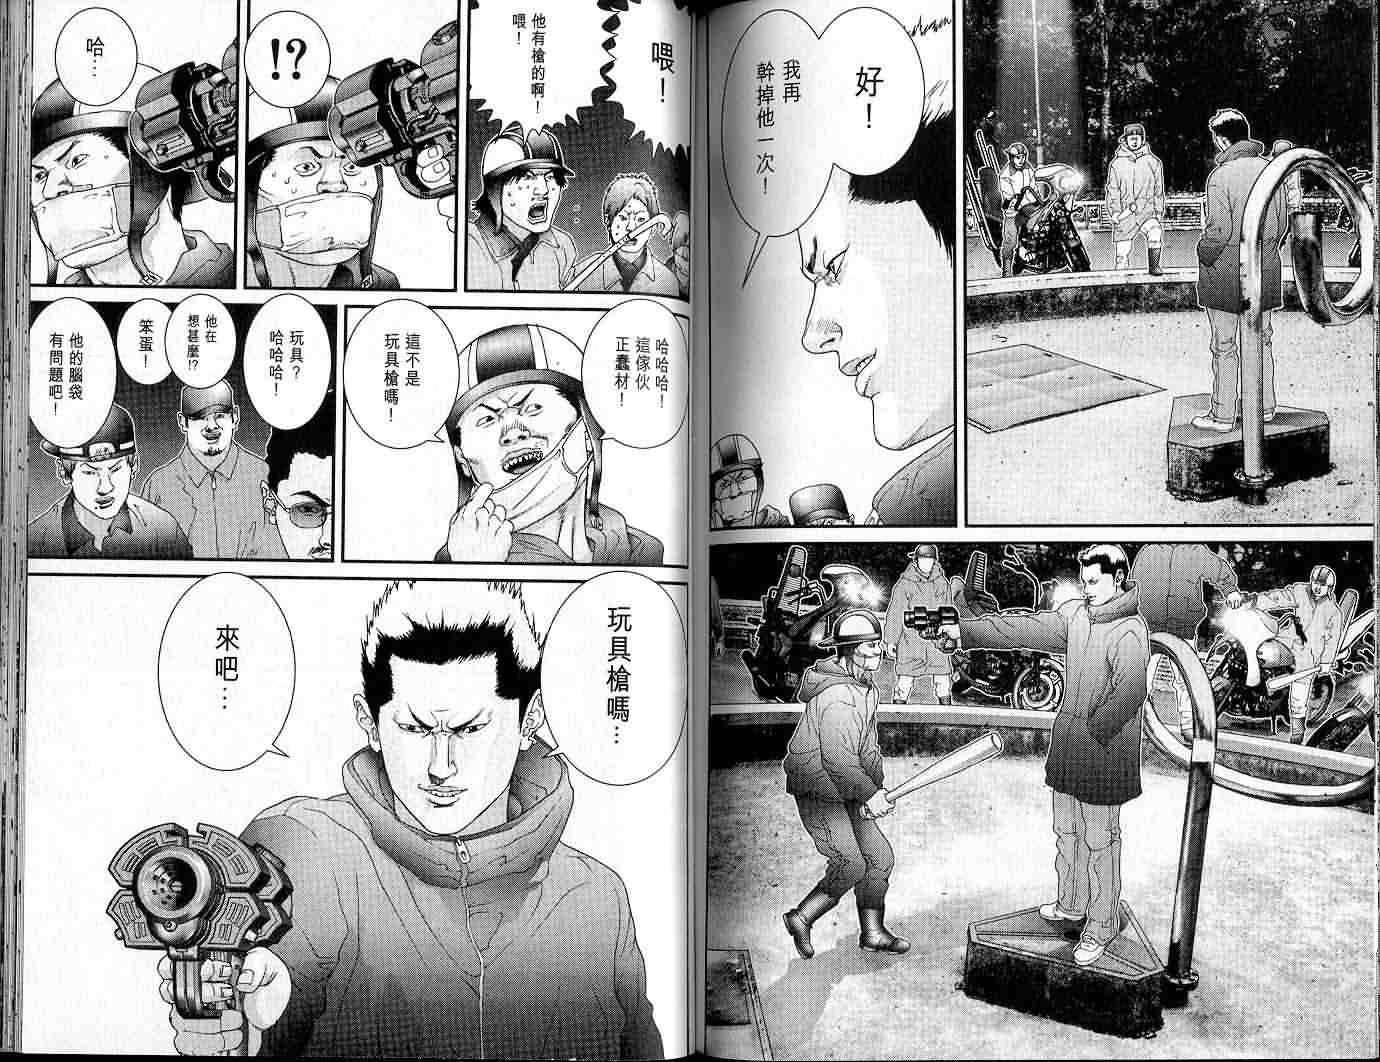 好！
我再
幹掉他一次！
喂！
他有槍的啊！
喂！
!?
哈…
哈哈哈！
這傢伙
正蠢材！
這不是
玩具槍嗎！
玩具？
哈哈哈！
他在
想甚麼!?
笨蛋！
他的腦袋
有問題吧！
玩具槍嗎…
來吧…